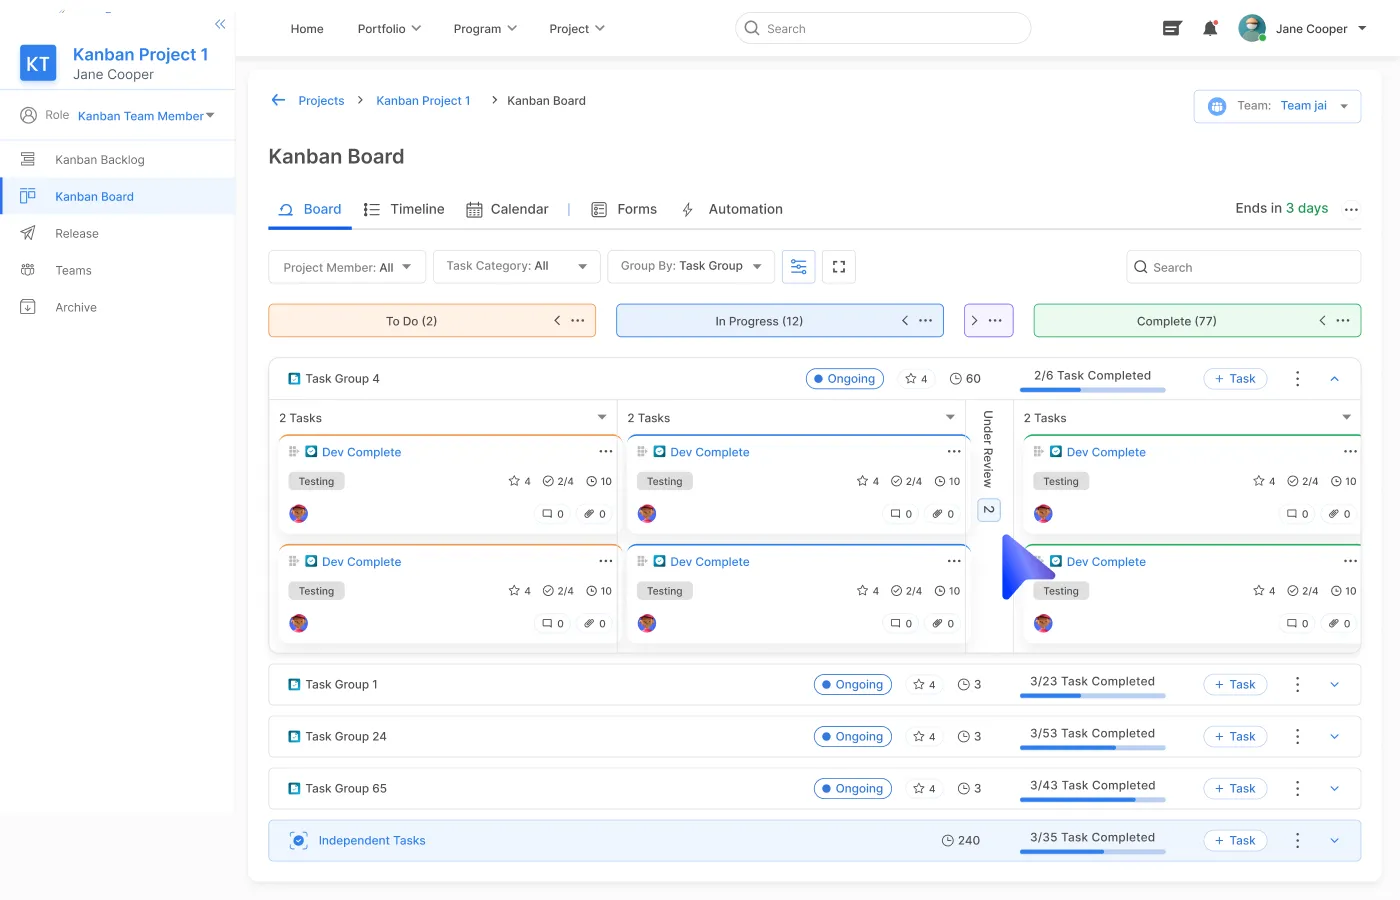 Home
Portfolio
Program
Project
Search
Jane Cooper
KT
Kanban Project 1
Jane Cooper
Role Kanban Team Member
Kanban Backlog
Kanban Board
Release
Teams
Archive
Projects > Kanban Project 1 > Kanban Board
Team: Team jai
Kanban Board
Board
Timeline
Calendar
Forms
Automation
Ends in 3 days
Project Member: All
Task Category: All
Group By: Task Group
Search
To Do (2)
In Progress (12)
Complete (77)
Task Group 4
Ongoing
4
60
2/6 Task Completed
+ Task
2 Tasks
2 Tasks
Under Review
2
2 Tasks
Dev Complete
Testing
4 2/4 10
0 0
Dev Complete
Testing
4 2/4 10
0 0
Dev Complete
Testing
4 2/4 10
0 0
Dev Complete
Testing
4 2/4 10
0 0
Dev Complete
Testing
4 2/4 10
0 0
Dev Complete
Testing
4 2/4 10
0 0
Task Group 1
Ongoing
4
3
3/23 Task Completed
+ Task
Task Group 24
Ongoing
4
3
3/53 Task Completed
+ Task
Task Group 65
Ongoing
4
3
3/43 Task Completed
+ Task
Independent Tasks
240
3/35 Task Completed
+ Task